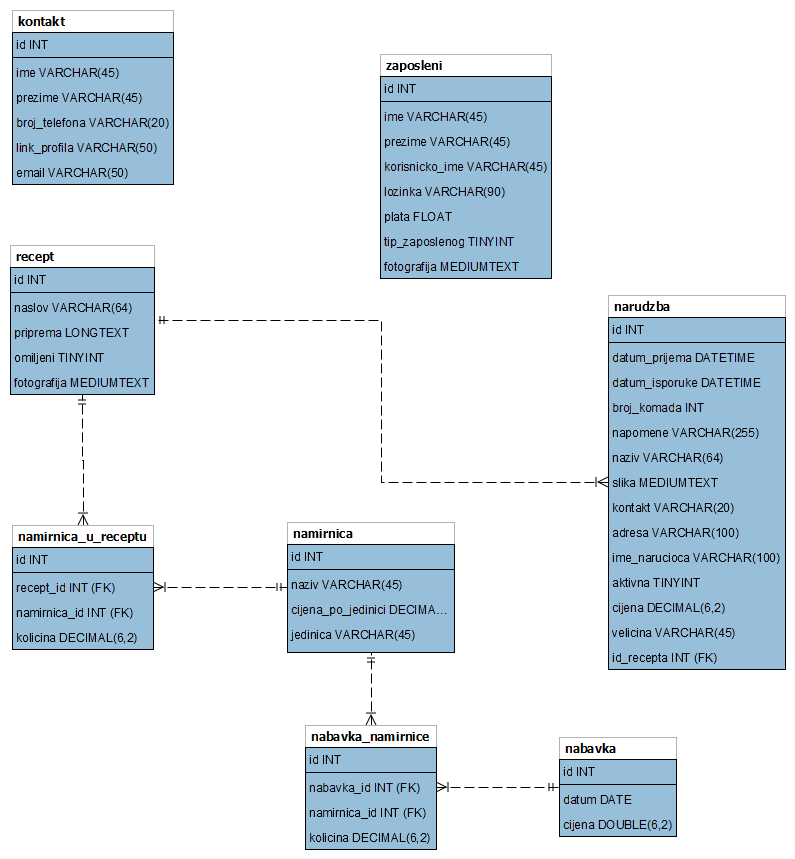 kontakt
id INT
ime VARCHAR(45)
prezime VARCHAR(45)
broj_telefona VARCHAR(20)
link_profila VARCHAR(50)
email VARCHAR(50)
zaposleni
id INT
ime VARCHAR(45)
prezime VARCHAR(45)
korisnicko_ime VARCHAR(45)
lozinka VARCHAR(90)
plata FLOAT
tip_zaposlenog TINYINT
fotografija MEDIUMTEXT
recept
id INT
naslov VARCHAR(64)
priprema LONGTEXT
omiljeni TINYINT
fotografija MEDIUMTEXT
narudzba
id INT
datum_prijema DATETIME
datum_isporuke DATETIME
broj_komada INT
napomene VARCHAR(255)
naziv VARCHAR(64)
slika MEDIUMTEXT
kontakt VARCHAR(20)
adresa VARCHAR(100)
ime_narucioca VARCHAR(100)
aktivna TINYINT
cijena DECIMAL(6,2)
velicina VARCHAR(45)
id_recepta INT (FK)
namirnica_u_receptu
id INT
recept_id INT (FK)
namirnica_id INT (FK)
kolicina DECIMAL(6,2)
namirnica
id INT
naziv VARCHAR(45)
cijena_po_jedinici DECIMA...
jedinica VARCHAR(45)
nabavka_namirnice
id INT
nabavka_id INT (FK)
namirnica_id INT (FK)
kolicina DECIMAL(6,2)
nabavka
id INT
datum DATE
cijena DOUBLE(6,2)